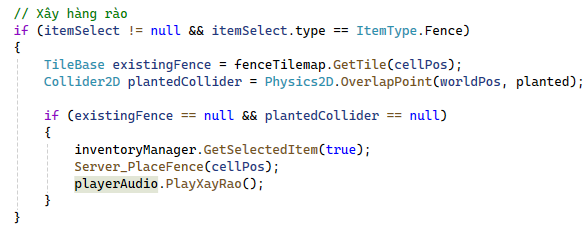 // Xây hàng rào
if (itemSelect != null && itemSelect.type == ItemType.Fence)
{
TileBase existingFence = fenceTilemap.GetTile(cellPos);
Collider2D plantedCollider = Physics2D.OverlapPoint(worldPos, planted);
if (existingFence == null && plantedCollider == null)
{
inventoryManager.GetSelectedItem(true);
Server_PlaceFence(cellPos);
playerAudio.PlayXayRao();
}
}